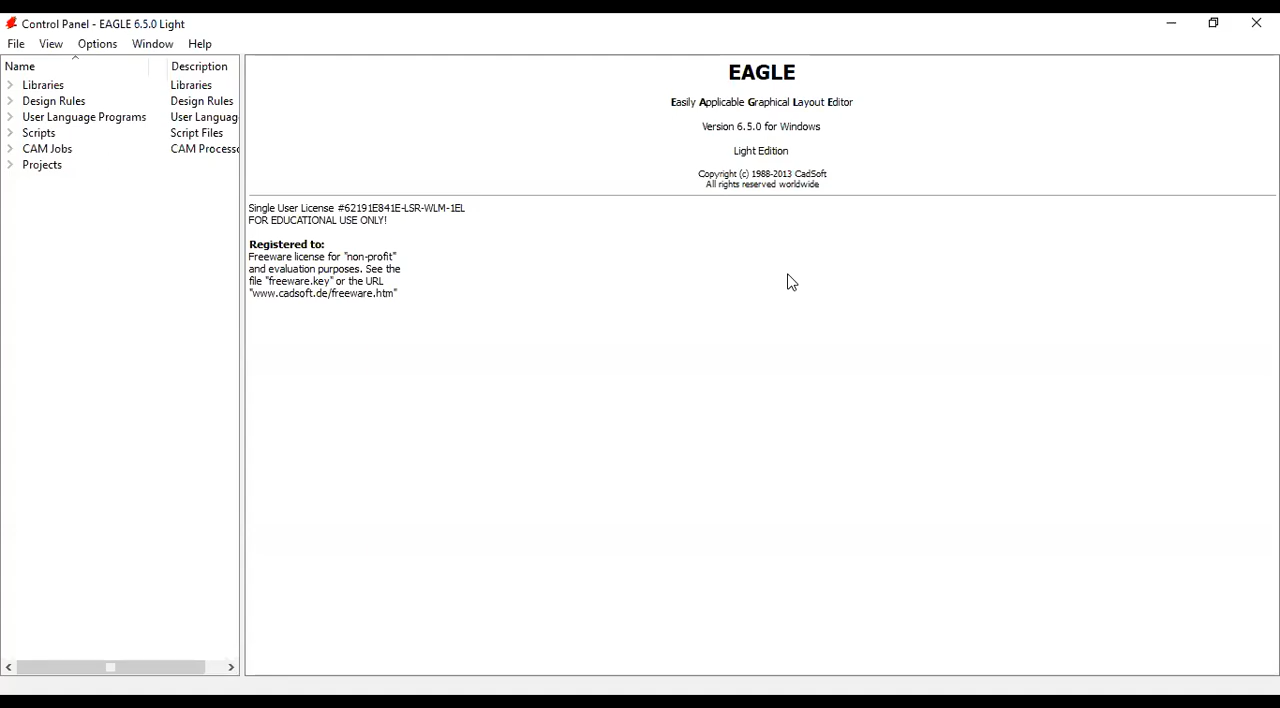 Control Panel - EAGLE 6.5.0 Light
File View Options Window Help
Name Description
Libraries Libraries
Design Rules Design Rules
User Language Programs User Languag
Scripts Script Files
CAM Jobs CAM Processo
Projects
EAGLE
Easily Applicable Graphical Layout Editor
Version 6.5.0 for Windows
Light Edition
Copyright (c) 1988-2013 CadSoft
All rights reserved worldwide
Single User License #62191E841E-LSR-WLM-1EL
FOR EDUCATIONAL USE ONLY!
Registered to:
Freeware license for "non-profit"
and evaluation purposes. See the
file "freeware.key" or the URL
"www.cadsoft.de/freeware.htm"